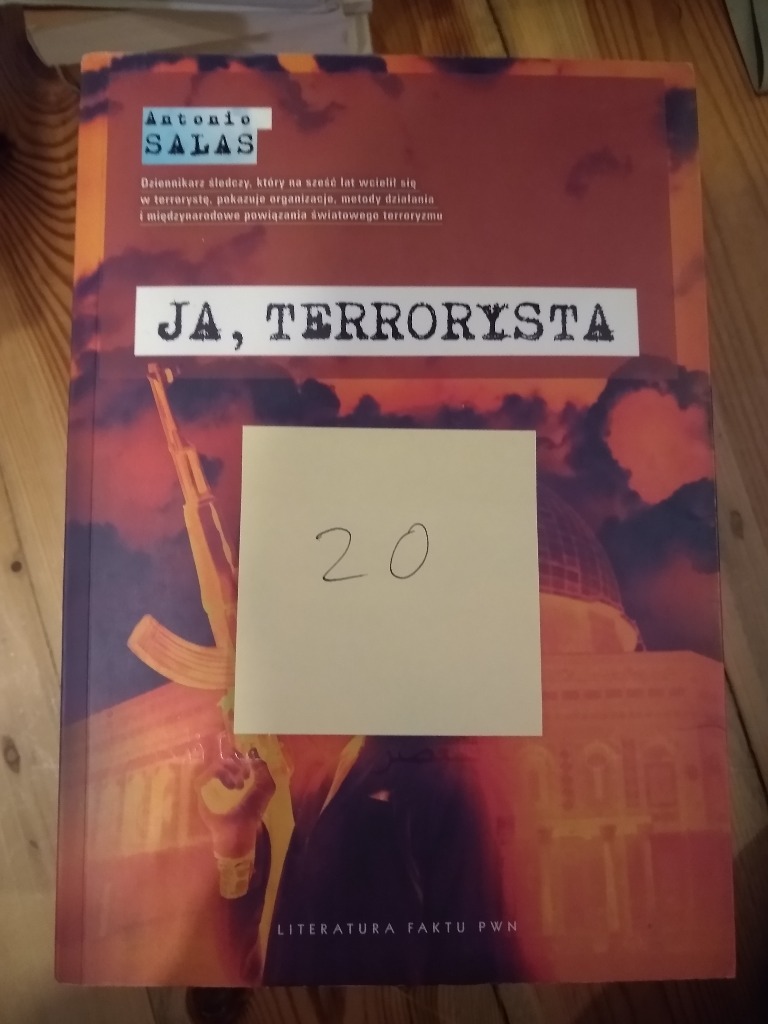 Antonio
SALAS
Dziennikarz śledczy, który na sześć lat wcielił się
w terrorystę, pokazuje organizacje, metody działania
i międzynarodowe powiązania światowego terroryzmu
JA, TERRORYSTA
20
LITERATURA FAKTU PWN